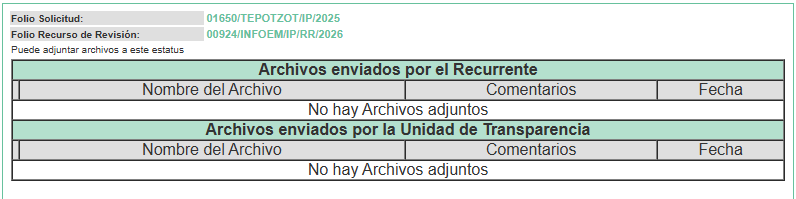 Folio Solicitud: 01650/TEPOTZOT/IP/2025
Folio Recurso de Revisión: 00924/INFOEM/IP/RR/2026
Puede adjuntar archivos a este estatus
Archivos enviados por el Recurrente
Nombre del Archivo Comentarios Fecha
No hay Archivos adjuntos
Archivos enviados por la Unidad de Transparencia
Nombre del Archivo Comentarios Fecha
No hay Archivos adjuntos